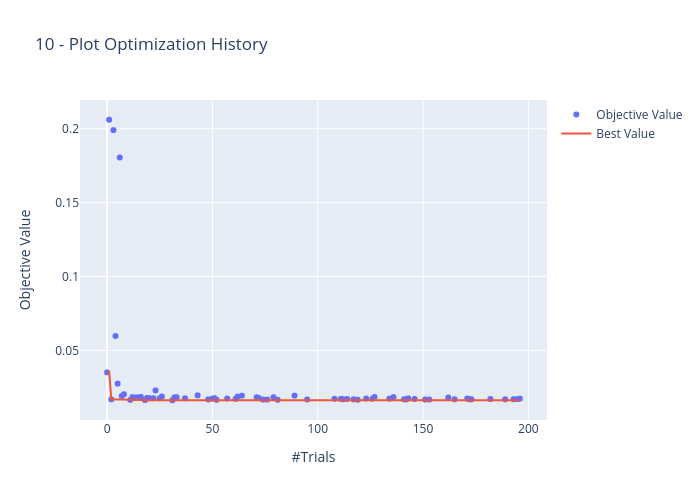 10 - Plot Optimization History
Objective Value
Best Value
0.2
0.15
0.1
0.05
0
50
100
150
200
#Trials
Objective Value